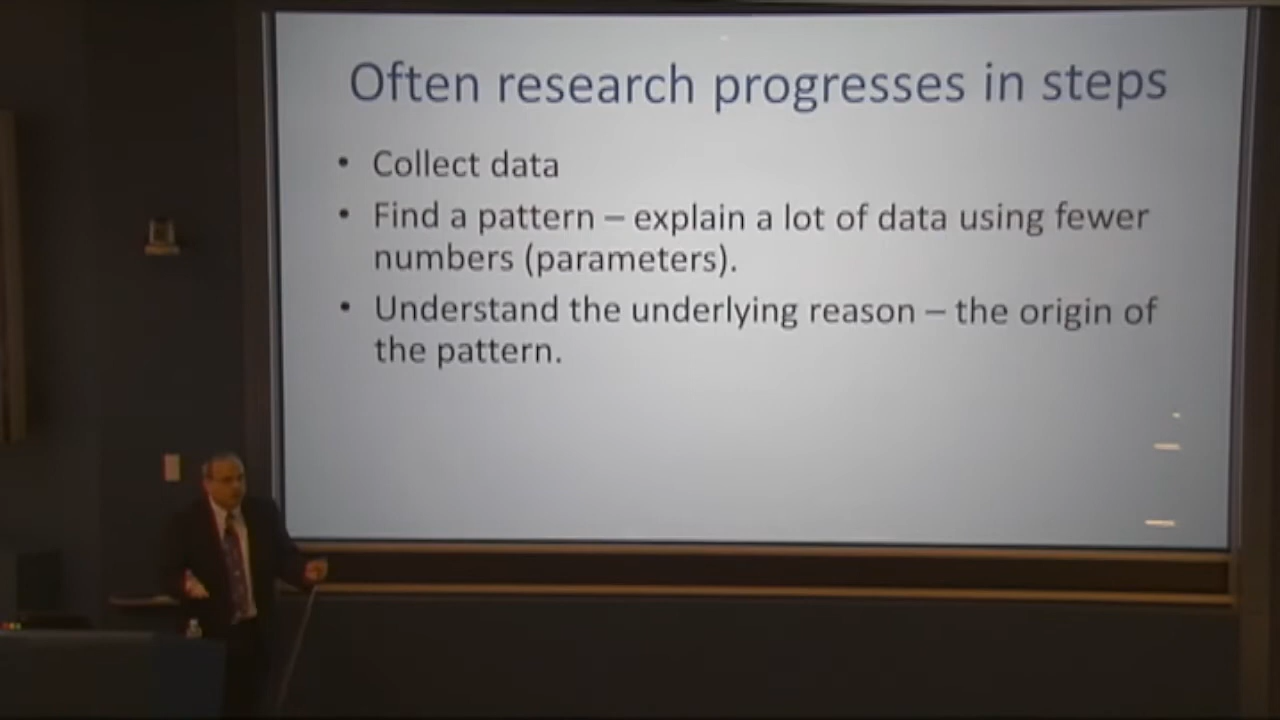 Often research progresses in steps
• Collect data
• Find a pattern – explain a lot of data using fewer
numbers (parameters).
• Understand the underlying reason – the origin of
the pattern.